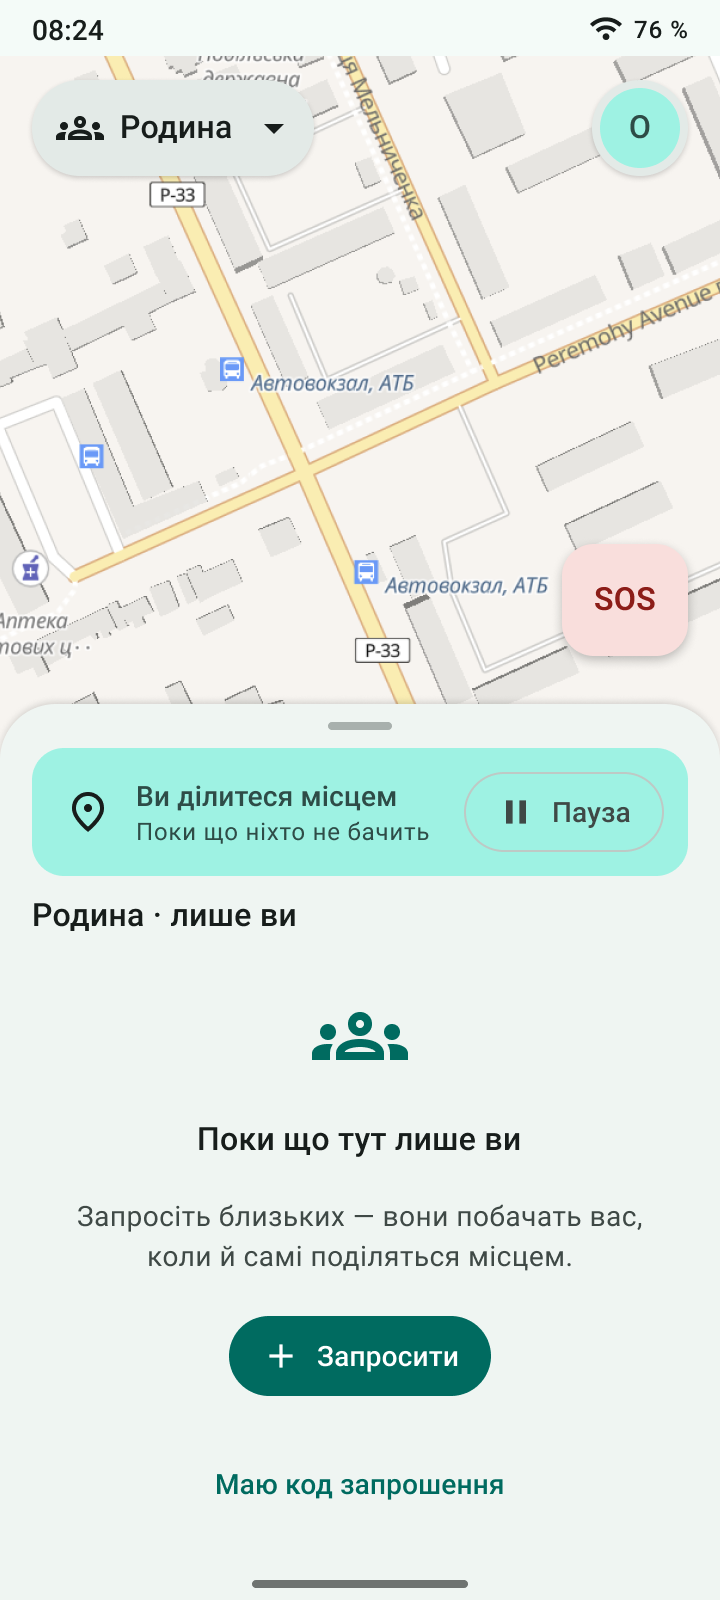 08:24
76 %
державна
Родина
О
ця Мельниченка
P-33
Peremohy Avenue
Автовокзал, АТБ
Автовокзал, АТБ
SOS
Аптека
P-33
Ви ділитеся місцем
Поки що ніхто не бачить
Пауза
Родина · лише ви
Поки що тут лише ви
Запросіть близьких — вони побачать вас,
коли й самі поділяться місцем.
Запросити
Маю код запрошення